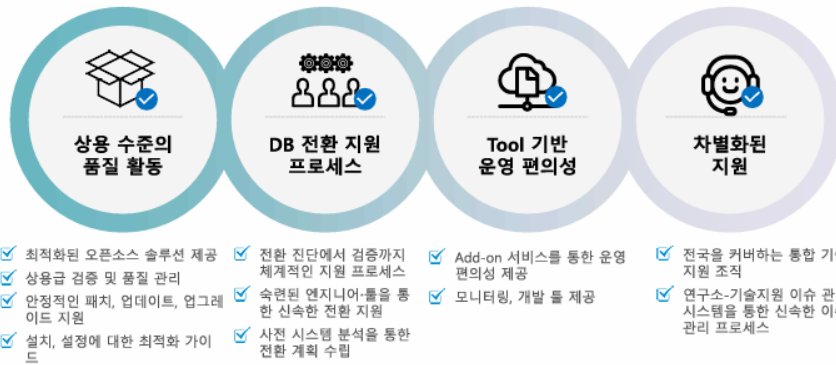 상용 수준의
품질 활동
DB 전환 지원
프로세스
Tool 기반
운영 편의성
차별화된
지원
최적화된 오픈소스 솔루션 제공
상용급 검증 및 품질 관리
안정적인 패치, 업데이트, 업그레
이드 지원
설치, 설정에 대한 최적화 가이
드
전환 진단에서 검증까지
체계적인 지원 프로세스
숙련된 엔지니어·툴을 통
한 신속한 전환 지원
사전 시스템 분석을 통한
전환 계획 수립
Add-on 서비스를 통한 운영
편의성 제공
모니터링, 개발 툴 제공
전국을 커버하는 통합
지원 조직
연구소-기술지원 이슈
시스템을 통한 신속한
관리 프로세스